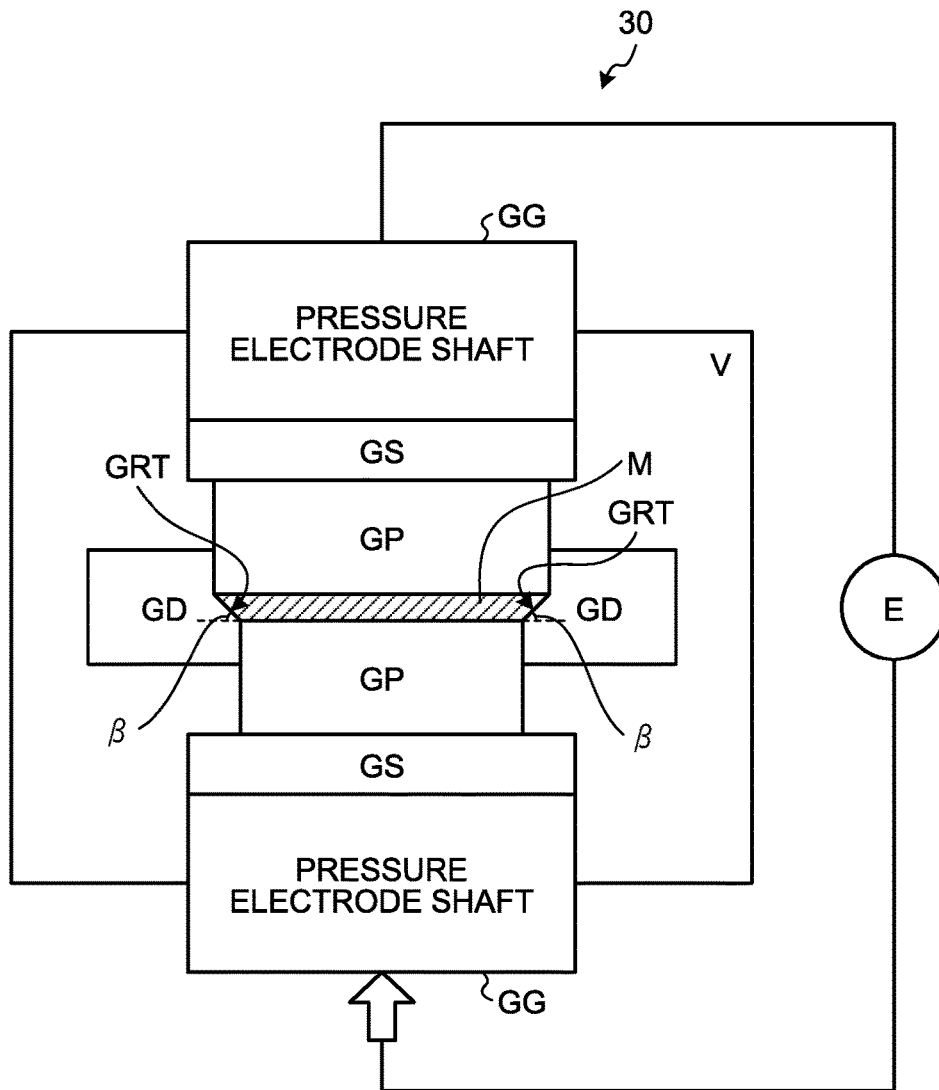 30
GG
PRESSURE
ELECTRODE SHAFT
V
GS
GRT
M
GRT
GP
GD
GD
E
GP
β
β
GS
PRESSURE
ELECTRODE SHAFT
GG